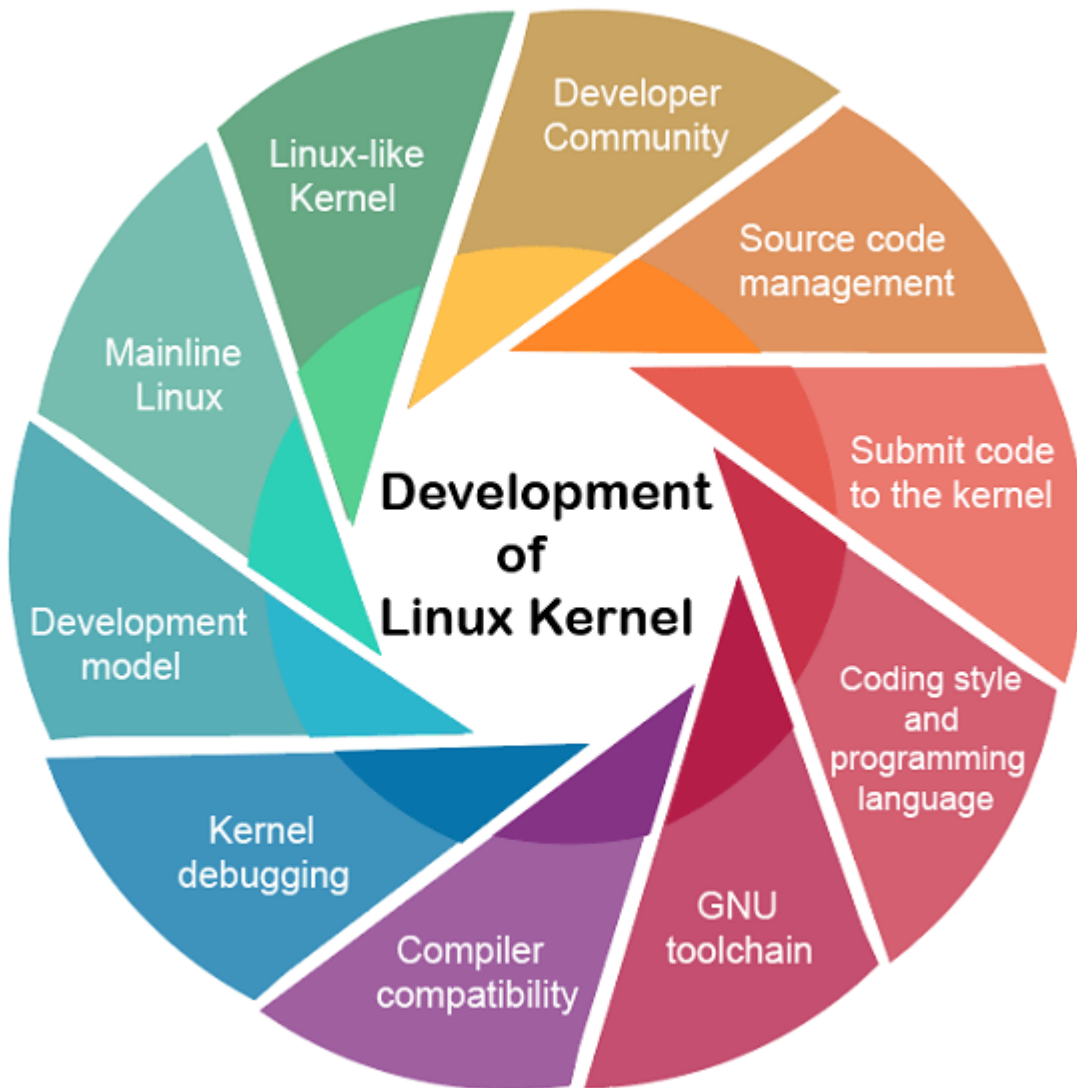 Developer
Community
Source code
management
Submit code
to the kernel
Coding style
and
programming
language
GNU
toolchain
Compiler
compatibility
Kernel
debugging
Development
model
Mainline
Linux
Linux-like
Kernel
Development
of
Linux Kernel